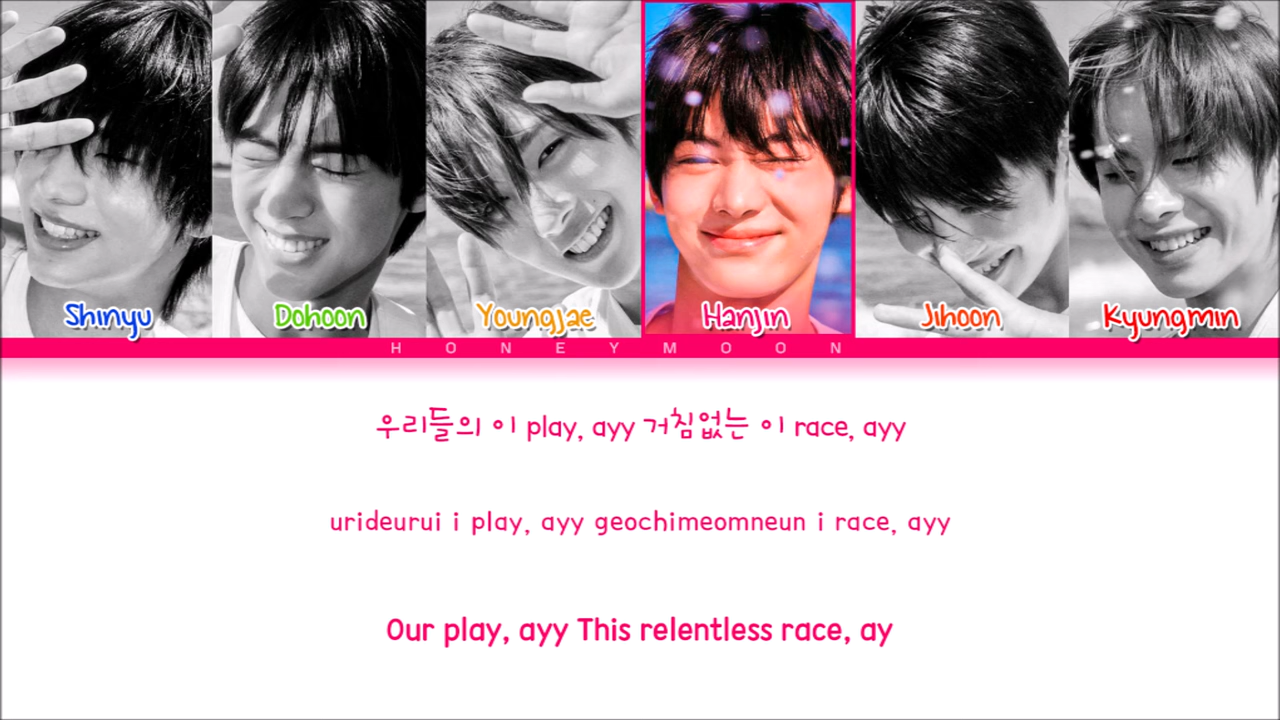 Shinyu Dohoon Youngjae Hanjin Jihoon Kyungmin
HONEYMOON
우리들의 이 play, ayy 거침없는 이 race, ayy
urideurui i play, ayy geochimeomneun i race, ayy
Our play, ayy This relentless race, ay